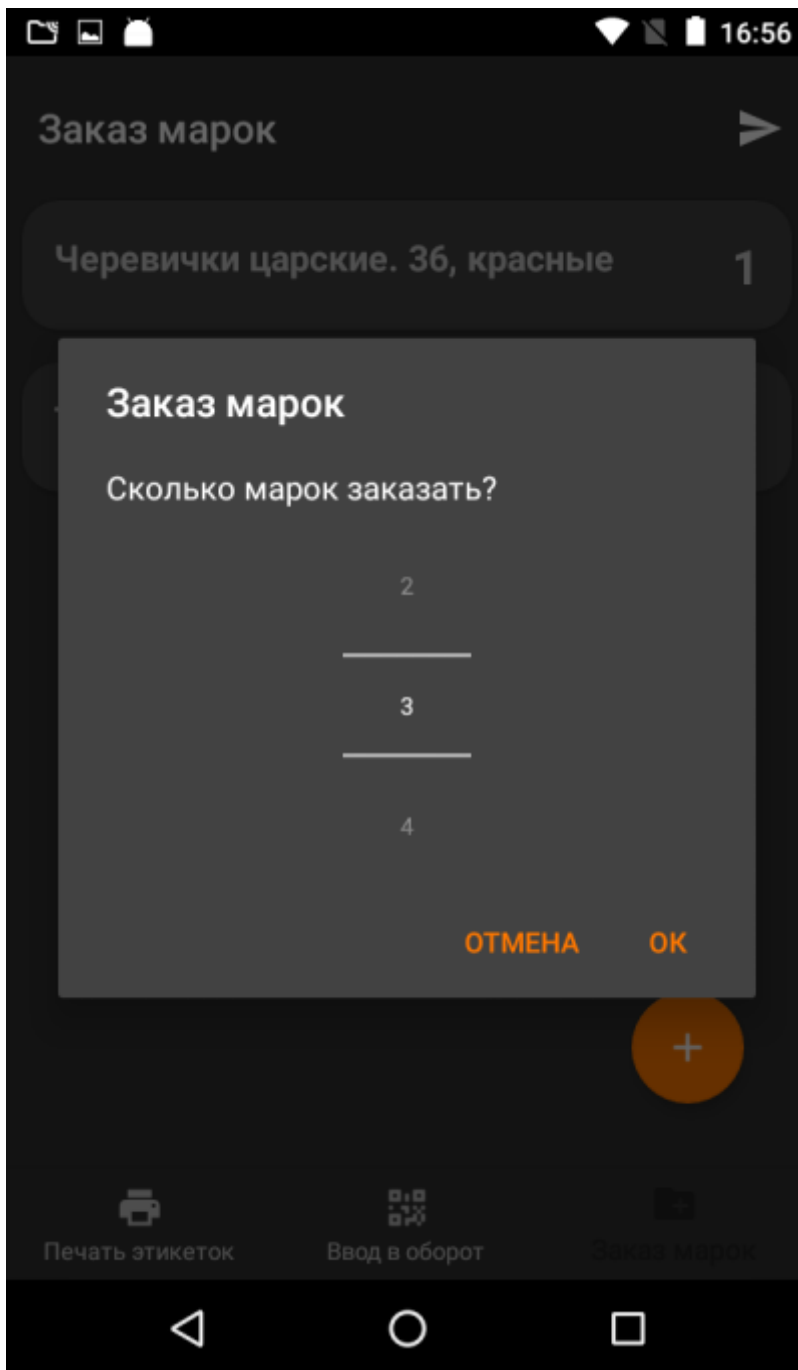 16:56
Заказ марок
Черевички царские. 36, красные
1
Заказ марок
Сколько марок заказать?
2
3
4
ОТМЕНА ОК
+
Печать этикеток Ввод в оборот Заказ марок